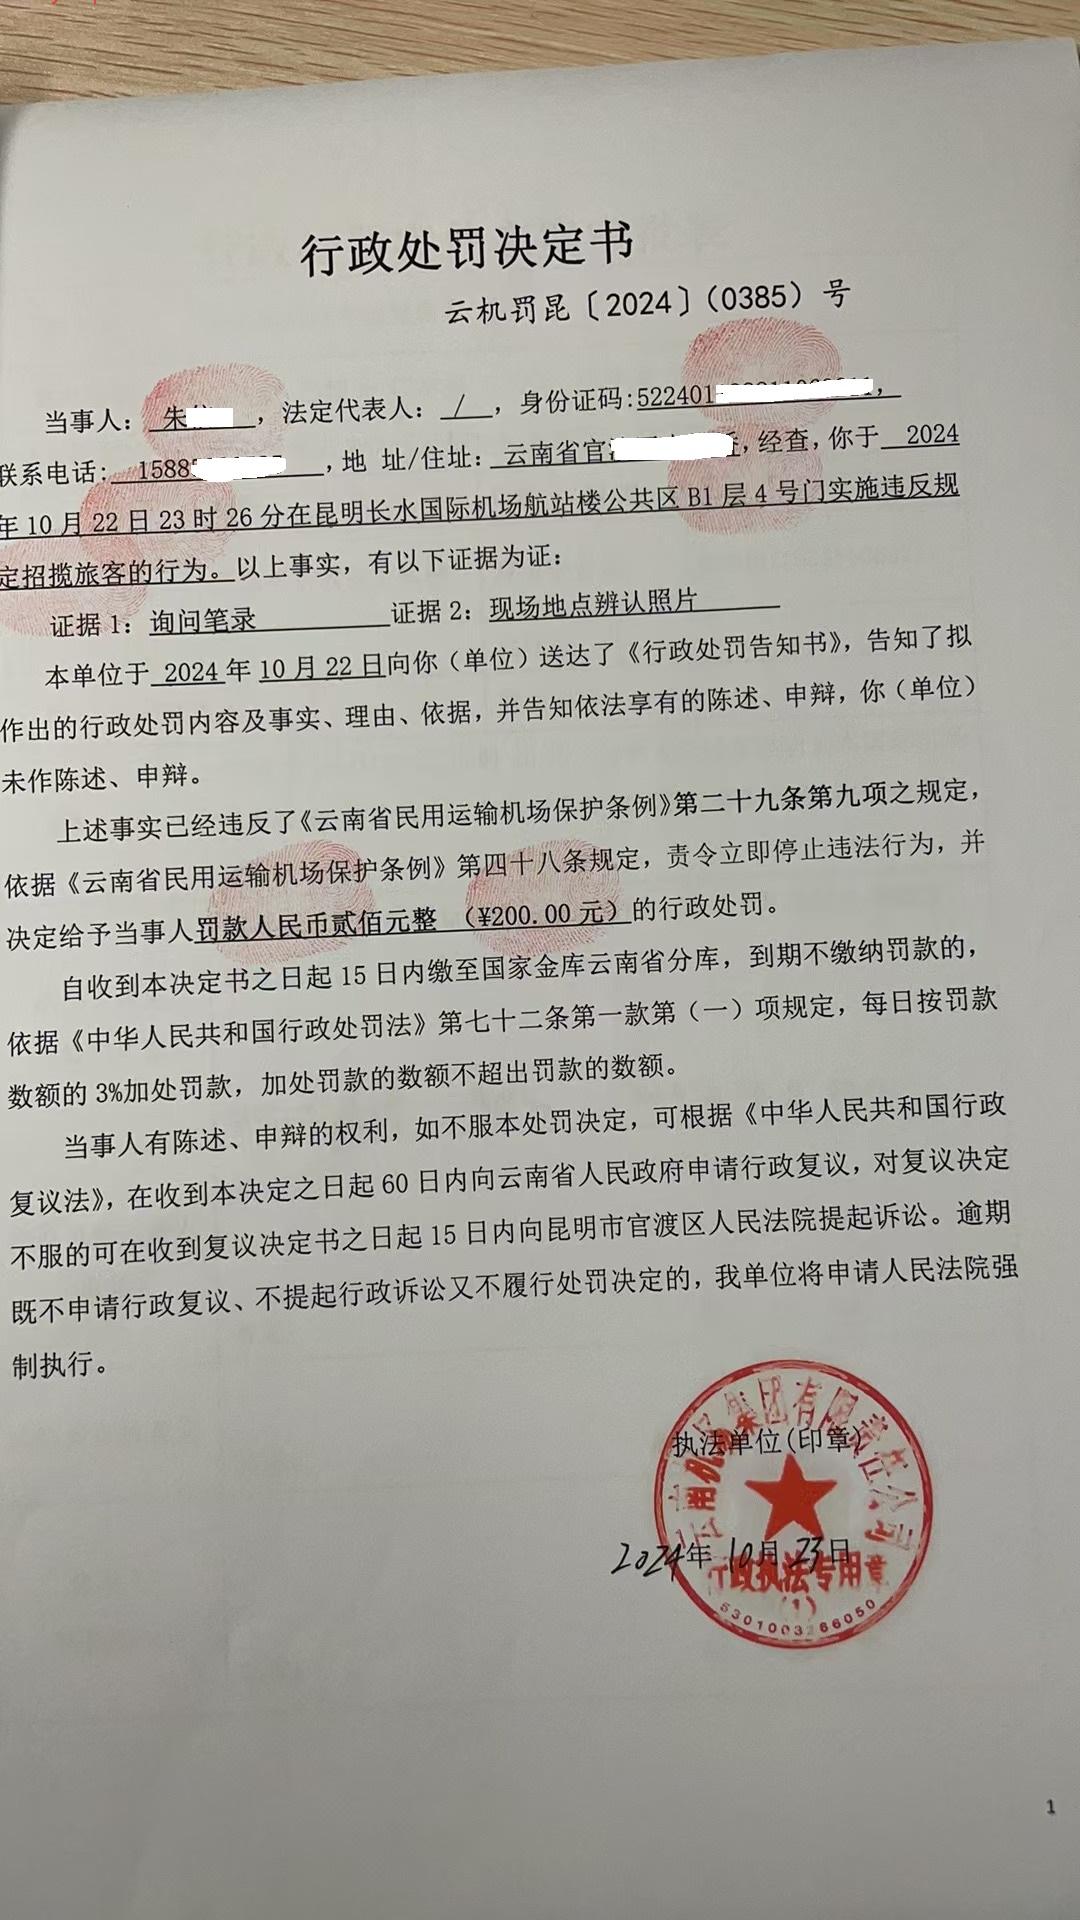 行政处罚决定书
云机罚昆〔2024〕(0385)号
当事人：朱，法定代表人：/，身份证码:522401，
联系电话：1588，地 址/住址：云南省官，经查，你于 2024
年 10 月 22 日 23 时 26 分在昆明长水国际机场航站楼公共区 B1 层 4 号门实施违反规
定招揽旅客的行为。以上事实，有以下证据为证：
证据 1：询问笔录 证据 2：现场地点辨认照片
本单位于 2024 年 10 月 22 日向你（单位）送达了《行政处罚告知书》，告知了拟
作出的行政处罚内容及事实、理由、依据，并告知依法享有的陈述、申辩，你（单位）
未作陈述、申辩。
上述事实已经违反了《云南省民用运输机场保护条例》第二十九条第九项之规定，
依据《云南省民用运输机场保护条例》第四十八条规定，责令立即停止违法行为，并
决定给予当事人罚款人民币贰佰元整 （¥200.00 元）的行政处罚。
自收到本决定书之日起 15 日内缴至国家金库云南省分库，到期不缴纳罚款的，
依据《中华人民共和国行政处罚法》第七十二条第一款第（一）项规定，每日按罚款
数额的 3%加处罚款，加处罚款的数额不超出罚款的数额。
当事人有陈述、申辩的权利，如不服本处罚决定，可根据《中华人民共和国行政
复议法》，在收到本决定之日起 60 日内向云南省人民政府申请行政复议，对复议决定
不服的可在收到复议决定书之日起 15 日内向昆明市官渡区人民法院提起诉讼。逾期
既不申请行政复议、不提起行政诉讼又不履行处罚决定的，我单位将申请人民法院强
制执行。
云南机场集团有限责任公司
执法单位(印章)
2024年 10月 23日
行政执法专用章
(1)
5301003266050
1